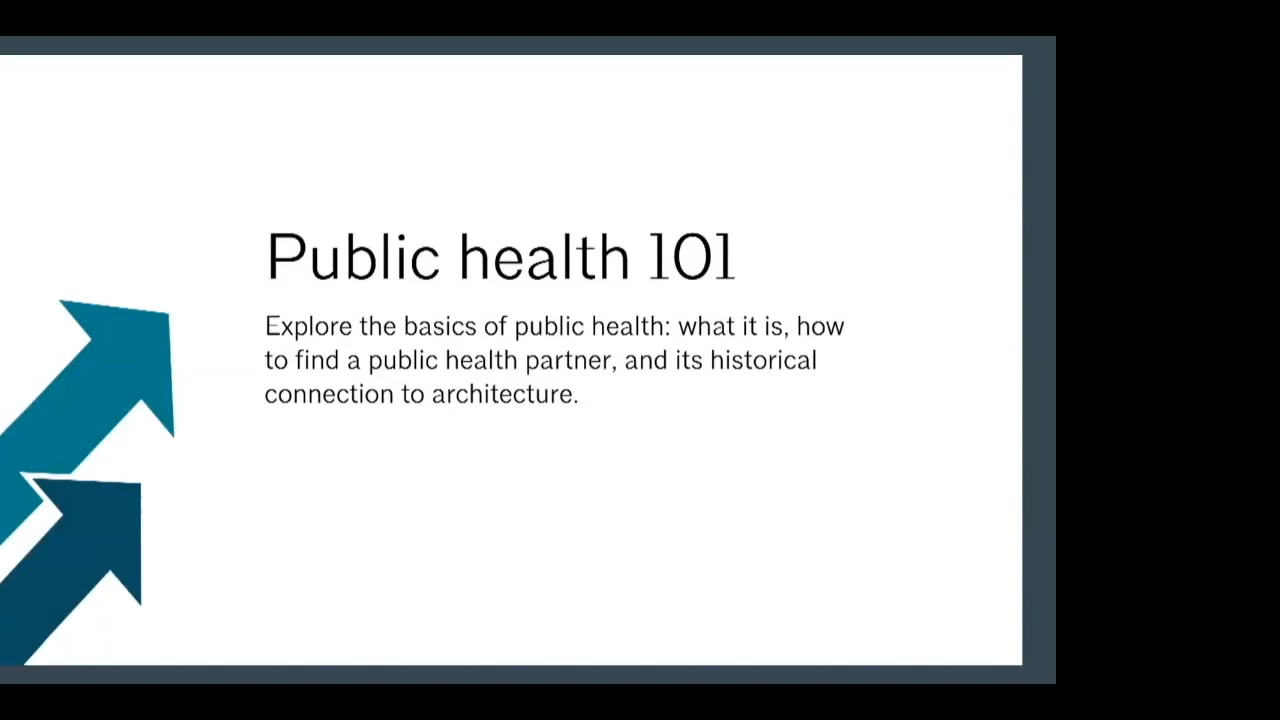 Public health 101
Explore the basics of public health: what it is, how
to find a public health partner, and its historical
connection to architecture.